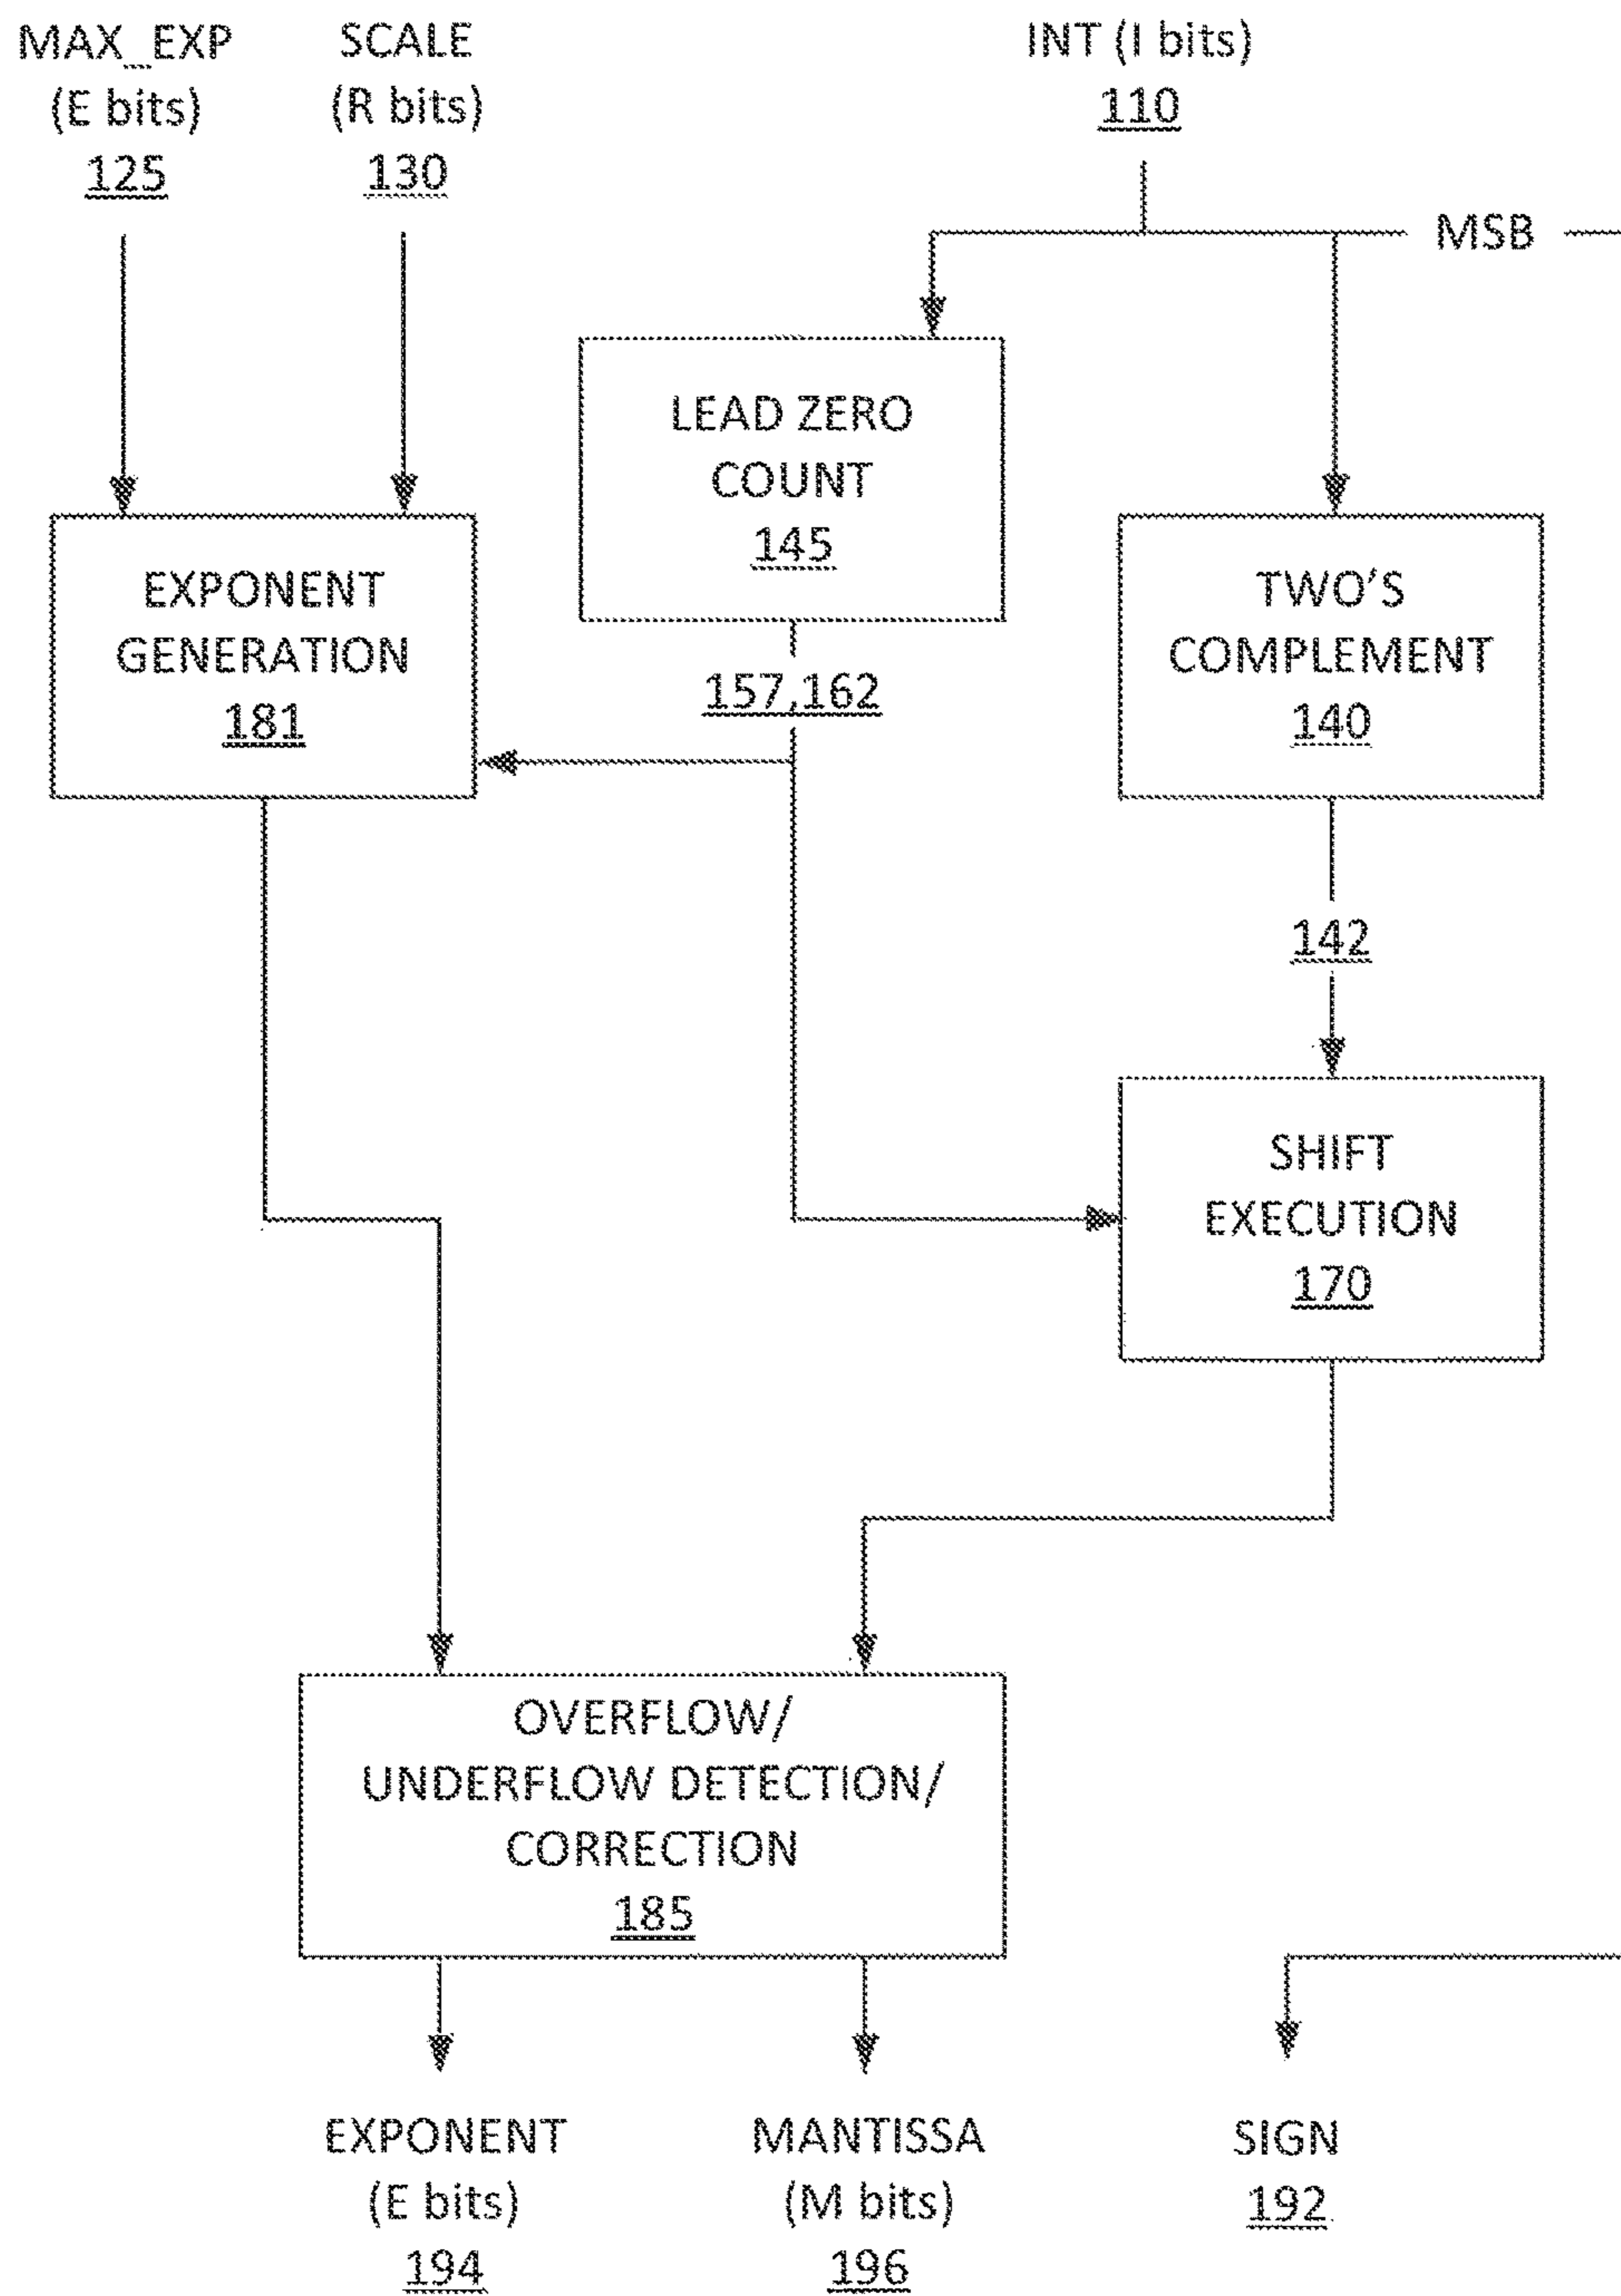 MAX_EXP
(E bits)
125
SCALE
(R bits)
130
INT (I bits)
110
MSB
LEAD ZERO
COUNT
145
EXPONENT
GENERATION
181
TWO'S
COMPLEMENT
140
157,162
142
SHIFT
EXECUTION
170
OVERFLOW/
UNDERFLOW DETECTION/
CORRECTION
185
EXPONENT
(E bits)
194
MANTISSA
(M bits)
196
SIGN
192